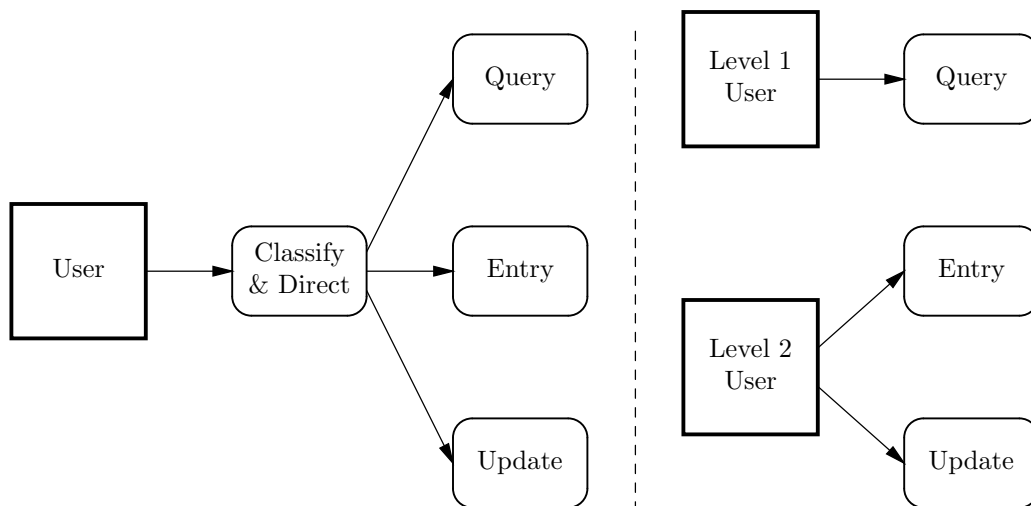 User
Classify
& Direct
Query
Entry
Update
Level 1
User
Query
Level 2
User
Entry
Update